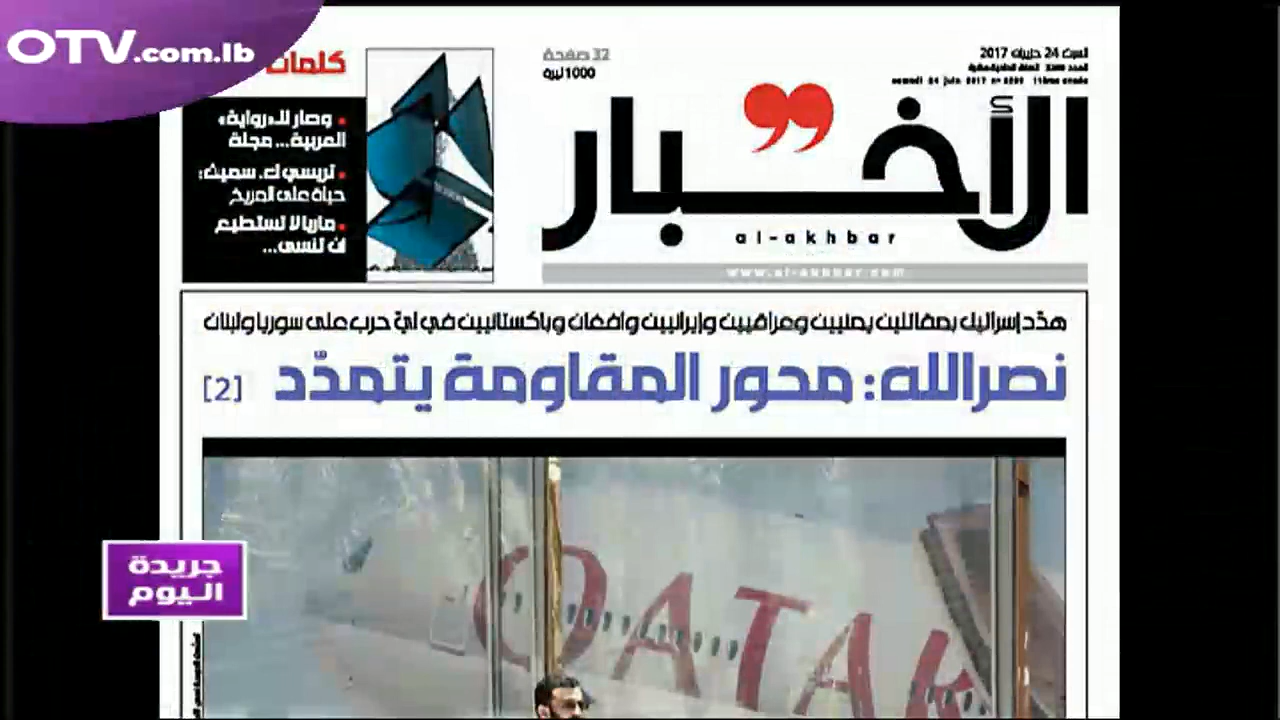 OTV.com.lb
السبت 24 حزيران 2017
32 صفحة
1000 ليرة
الأخبار
al-akhbar
www.al-akhbar.com
كلمات
• وصار للـ«رواية»
العربية... مجلة
• تريسي ك. سميث:
حياة على المريخ
• ماريا لا تستطيع
ان تنسى...
هدّد إسرائيل بمقاتلين يمنيين وعراقيين وإيرانيين وافغان وباكستانيين في أيّ حرب على سوريا ولبنان
نصرالله: محور المقاومة يتمدّد [2]
QATAR
جريدة
اليوم